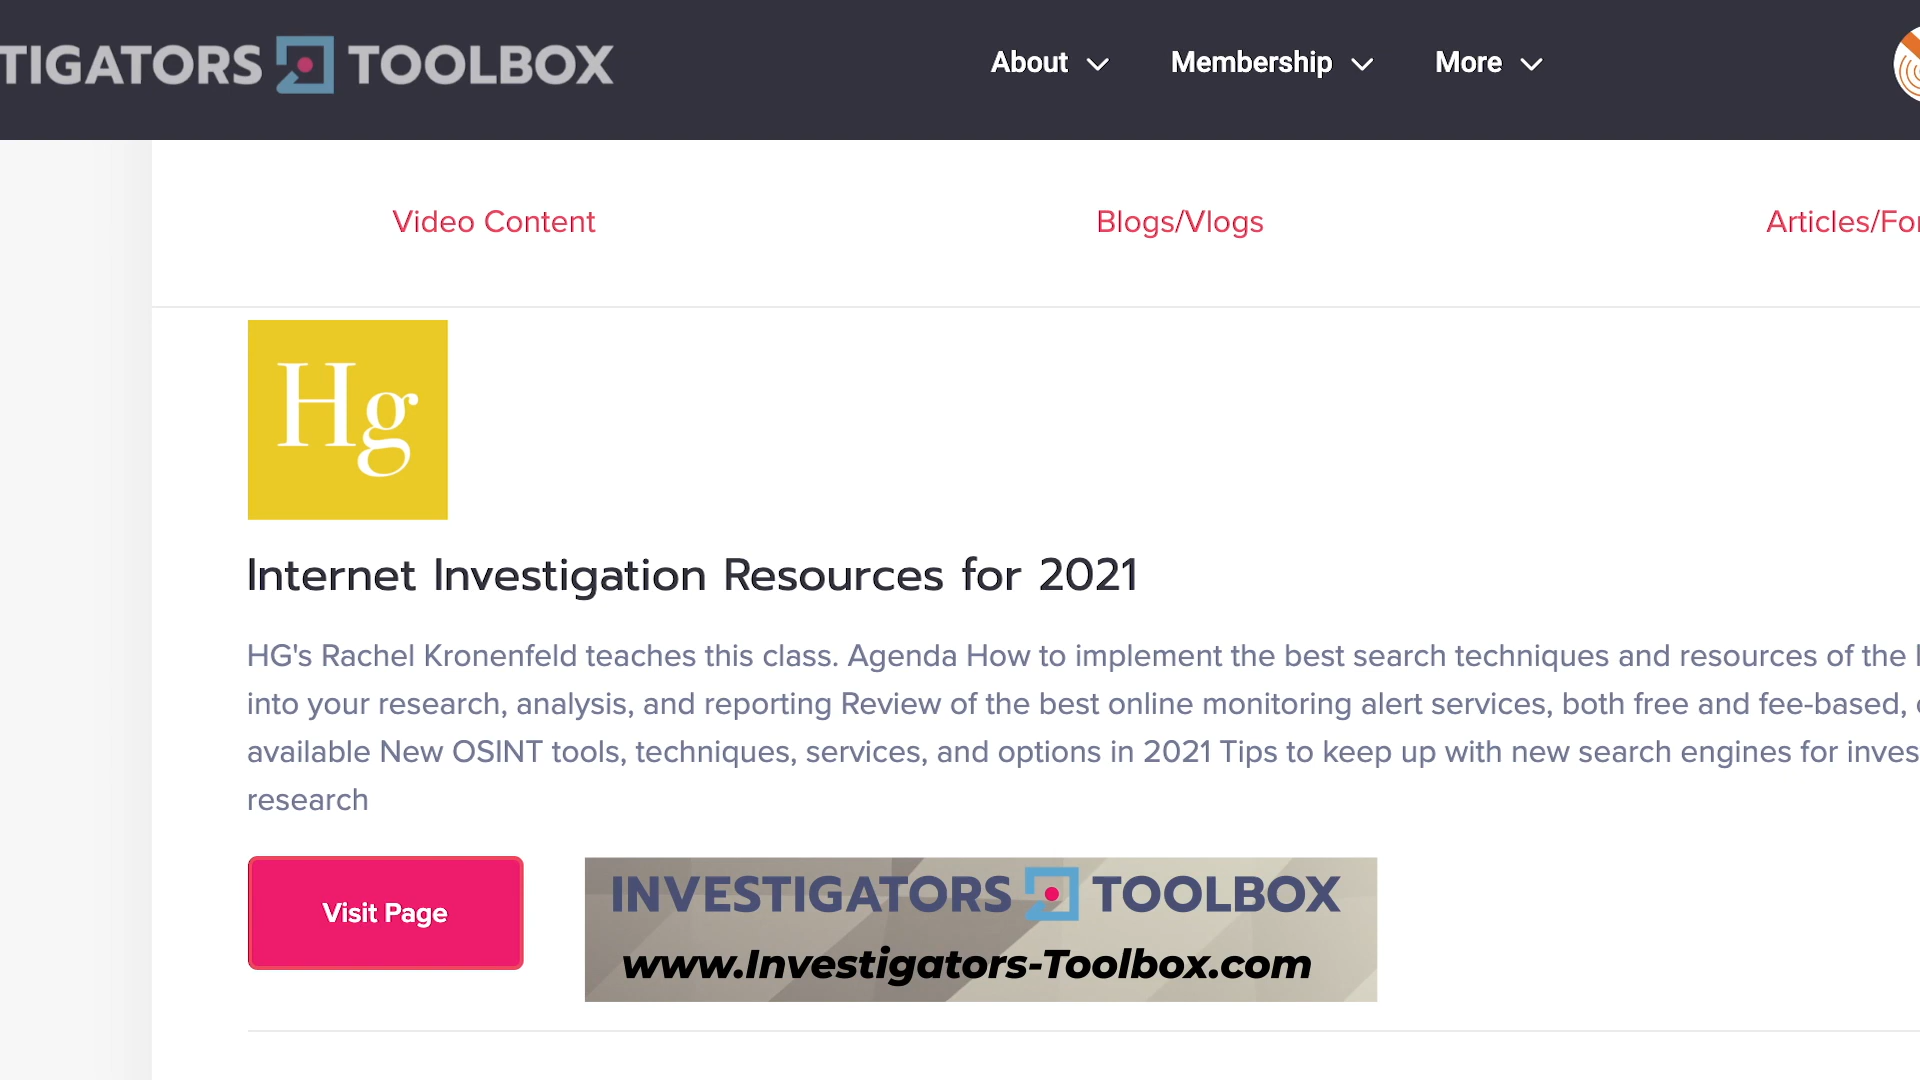 TIGATORS TOOLBOX
About Membership More
Video Content Blogs/Vlogs Articles/For
Hg
Internet Investigation Resources for 2021
HG's Rachel Kronenfeld teaches this class. Agenda How to implement the best search techniques and resources of the
into your research, analysis, and reporting Review of the best online monitoring alert services, both free and fee-based,
available New OSINT tools, techniques, services, and options in 2021 Tips to keep up with new search engines for inves
research
Visit Page
INVESTIGATORS TOOLBOX
www.Investigators-Toolbox.com